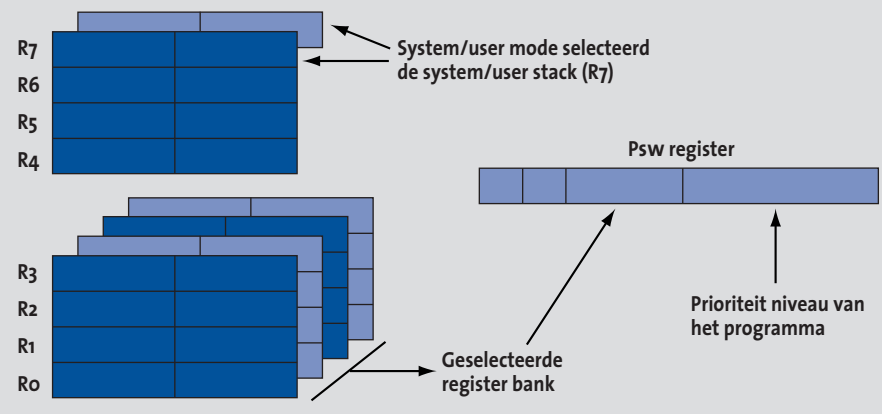 R7
R6
R5
R4
System/user mode selecteerd
de system/user stack (R7)
Psw register
R3
R2
R1
R0
Geselecteerde
register bank
Prioriteit niveau van
het programma